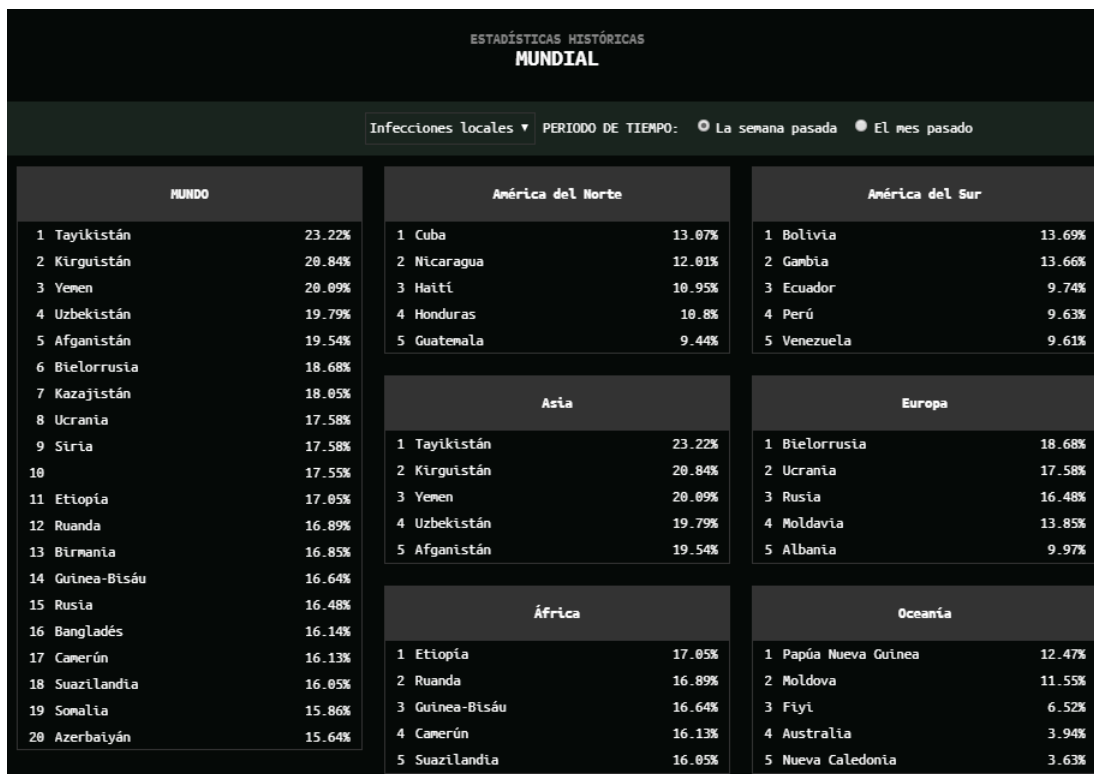 ESTADÍSTICAS HISTÓRICAS
MUNDIAL
Infecciones locales ▼ PERIODO DE TIEMPO: La semana pasada El mes pasado
MUNDO
1 Tayikistán 23.22%
2 Kirguistán 20.84%
3 Yemen 20.09%
4 Uzbekistán 19.79%
5 Afganistán 19.54%
6 Bielorrusia 18.68%
7 Kazajistán 18.05%
8 Ucrania 17.58%
9 Siria 17.58%
10 17.55%
11 Etiopía 17.05%
12 Ruanda 16.89%
13 Birmania 16.85%
14 Guinea-Bisáu 16.64%
15 Rusia 16.48%
16 Bangladés 16.14%
17 Camerún 16.13%
18 Suazilandia 16.05%
19 Somalia 15.86%
20 Azerbaiyán 15.64%
América del Norte
1 Cuba 13.07%
2 Nicaragua 12.01%
3 Haití 10.95%
4 Honduras 10.8%
5 Guatemala 9.44%
América del Sur
1 Bolivia 13.69%
2 Gambia 13.66%
3 Ecuador 9.74%
4 Perú 9.63%
5 Venezuela 9.61%
Asia
1 Tayikistán 23.22%
2 Kirguistán 20.84%
3 Yemen 20.09%
4 Uzbekistán 19.79%
5 Afganistán 19.54%
Europa
1 Bielorrusia 18.68%
2 Ucrania 17.58%
3 Rusia 16.48%
4 Moldavia 13.85%
5 Albania 9.97%
África
1 Etiopía 17.05%
2 Ruanda 16.89%
3 Guinea-Bisáu 16.64%
4 Camerún 16.13%
5 Suazilandia 16.05%
Oceanía
1 Papúa Nueva Guinea 12.47%
2 Moldova 11.55%
3 Fiyi 6.52%
4 Australia 3.94%
5 Nueva Caledonia 3.63%